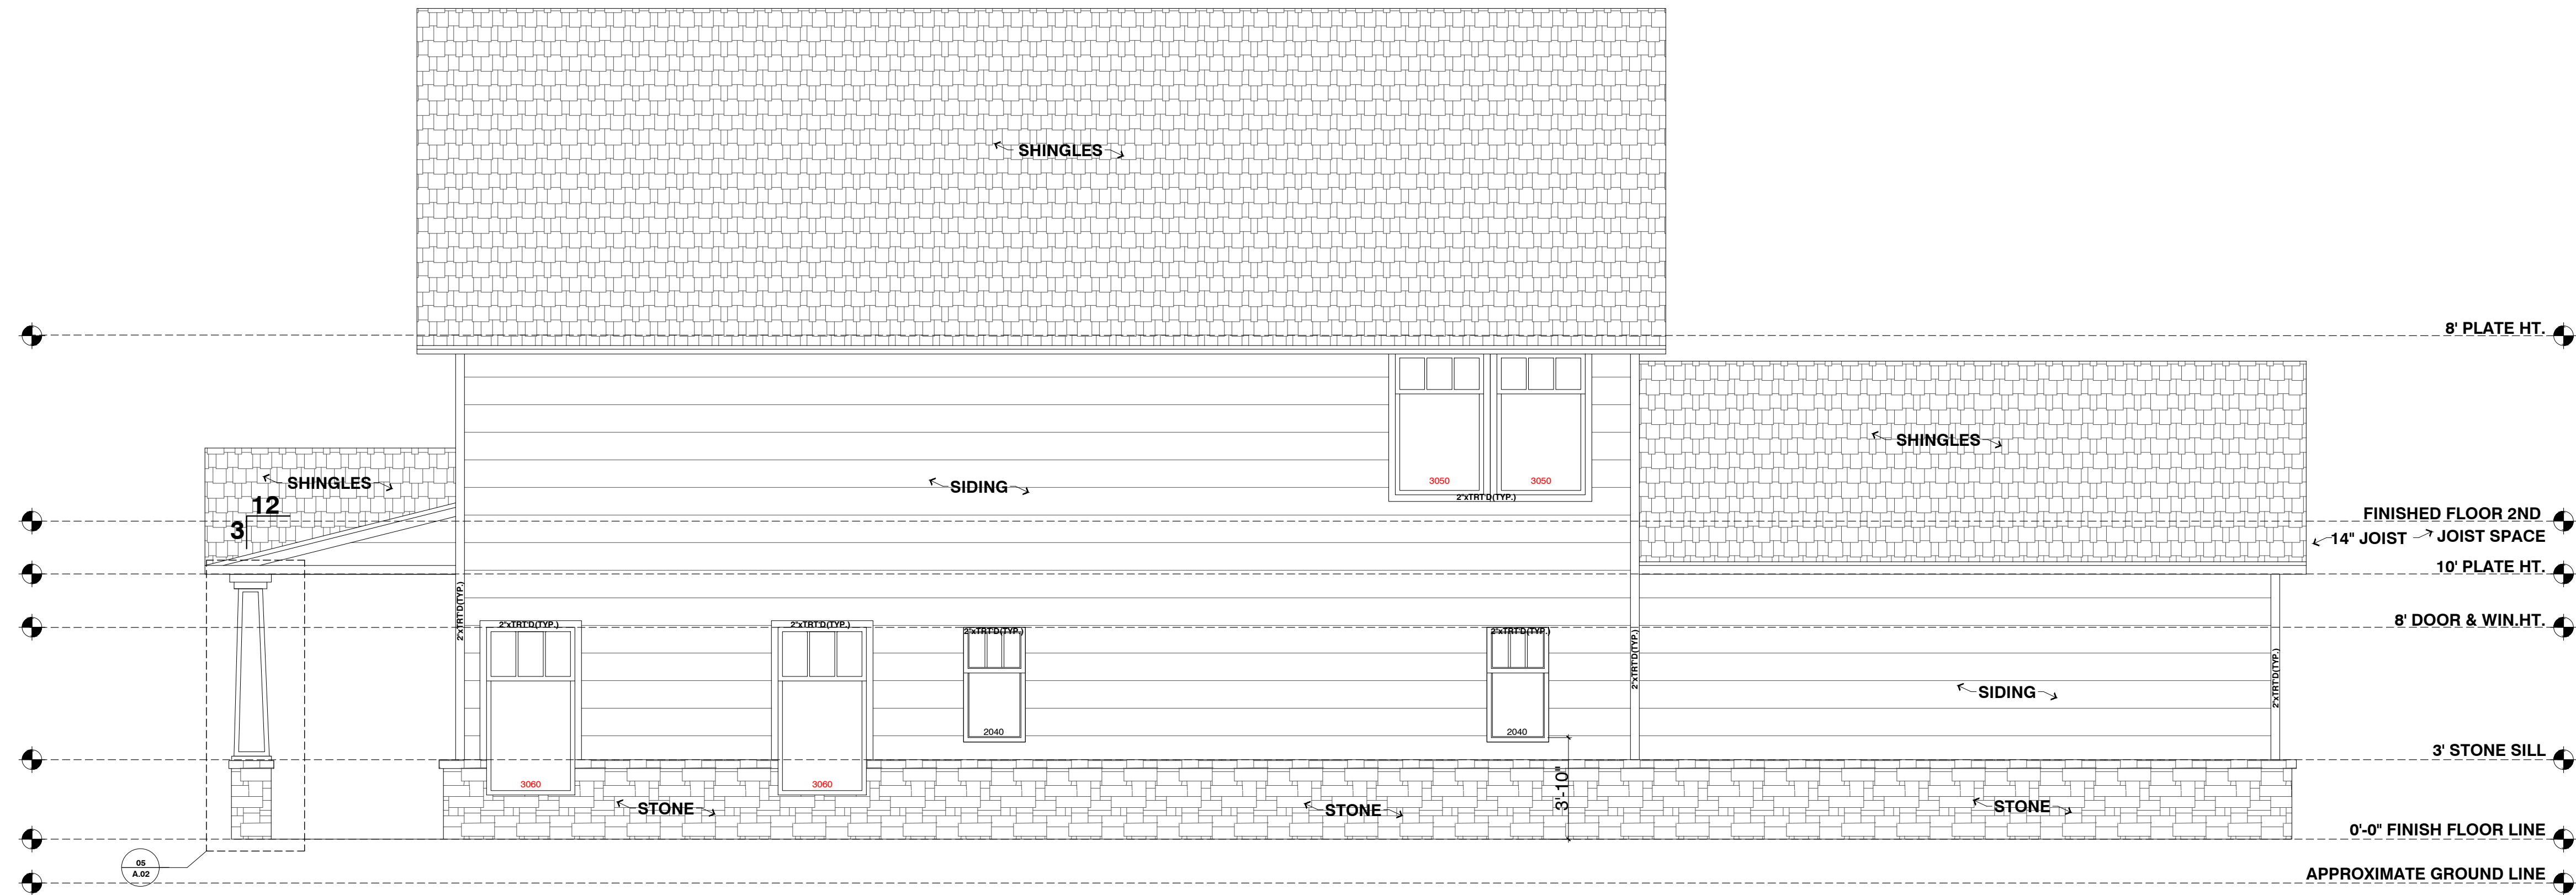 SHINGLES
8' PLATE HT.
SHINGLES
SHINGLES
12
3
SIDING
3050
3050
2"xTRT'D(TYP.)
FINISHED FLOOR 2ND
14" JOIST
JOIST SPACE
10' PLATE HT.
8' DOOR & WIN.HT.
2"xTRT'D(TYP.)
2"xTRT'D(TYP.)
2"xTRT'D(TYP.)
2"xTRT'D(TYP.)
2"xTRT'D(TYP.)
2"xTRT'D(TYP.)
2"xTRT'D(TYP.)
SIDING
2040
2040
3' STONE SILL
3060
3060
3'-10"
STONE
STONE
STONE
0'-0" FINISH FLOOR LINE
05
A.02
APPROXIMATE GROUND LINE